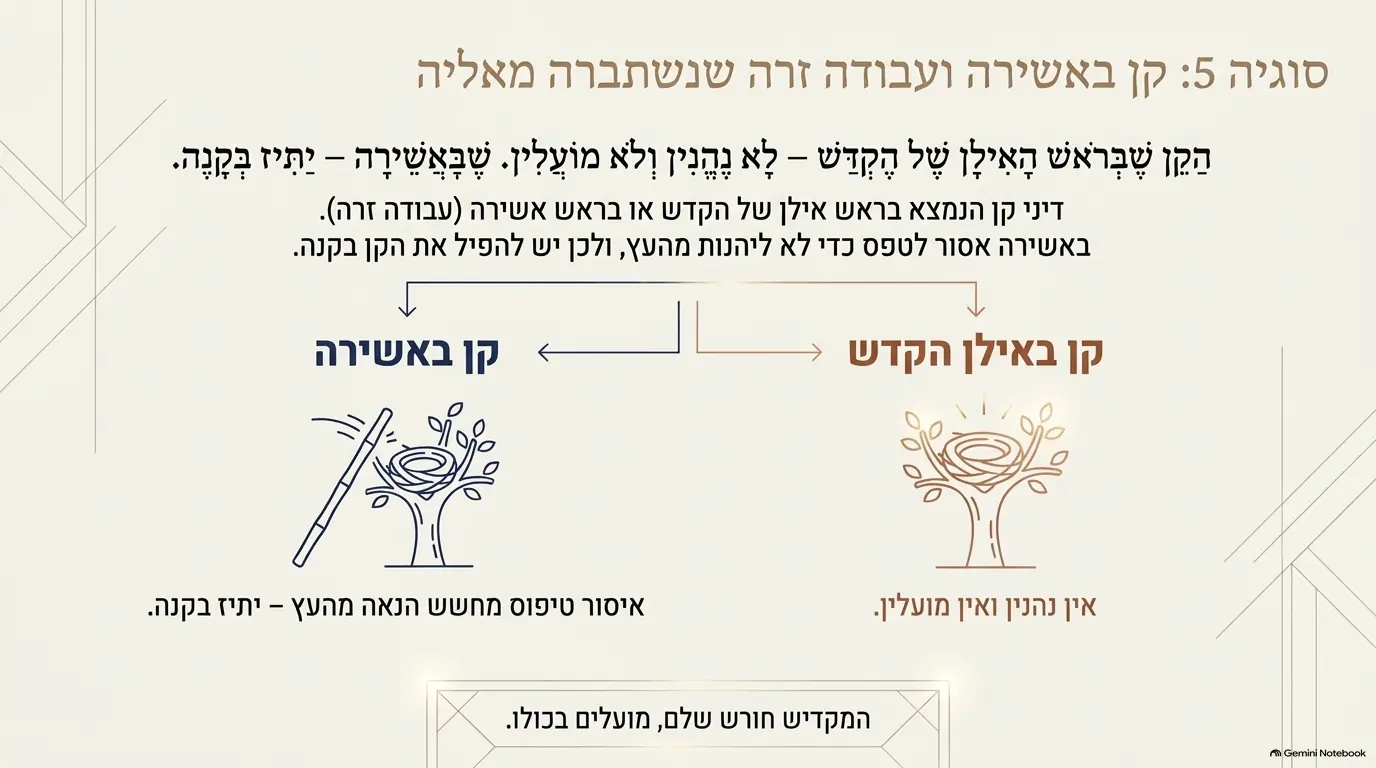 סוגיה 5: קן באשירה ועבודה זרה שנשתברה מאליה
הַקֵּן שֶׁבְּרֹאשׁ הָאִילָן שֶׁל הֶקְדֵּשׁ – לָא נֶהֱנִין וְלֹא מוֹעֲלִין. שֶׁבָּאֲשֵׁירָה – יַתִּיז בְּקָנֶה.
דיני קן הנמצא בראש אילן של הקדש או בראש אשירה (עבודה זרה).
באשירה אסור לטפס כדי לא ליהנות מהעץ, ולכן יש להפיל את הקן בקנה.
קן באילן הקדש
קן באשירה
אין נהנין ואין מועלין.
איסור טיפוס מחשש הנאה מהעץ – יתיז בקנה.
המקדיש חורש שלם, מועלים בכולו.
Gemini Notebook